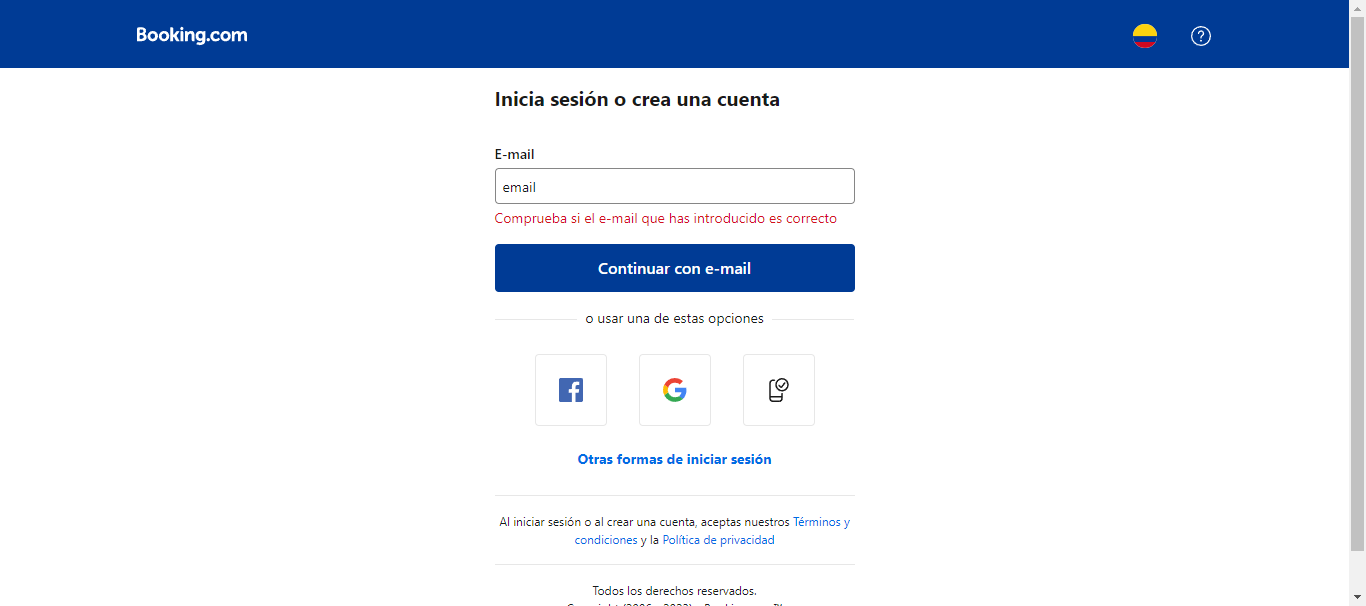 Booking.com
Inicia sesión o crea una cuenta
E-mail
email
Comprueba si el e-mail que has introducido es correcto
Continuar con e-mail
o usar una de estas opciones
Otras formas de iniciar sesión
Al iniciar sesión o al crear una cuenta, aceptas nuestros Términos y
condiciones y la Política de privacidad
Todos los derechos reservados.